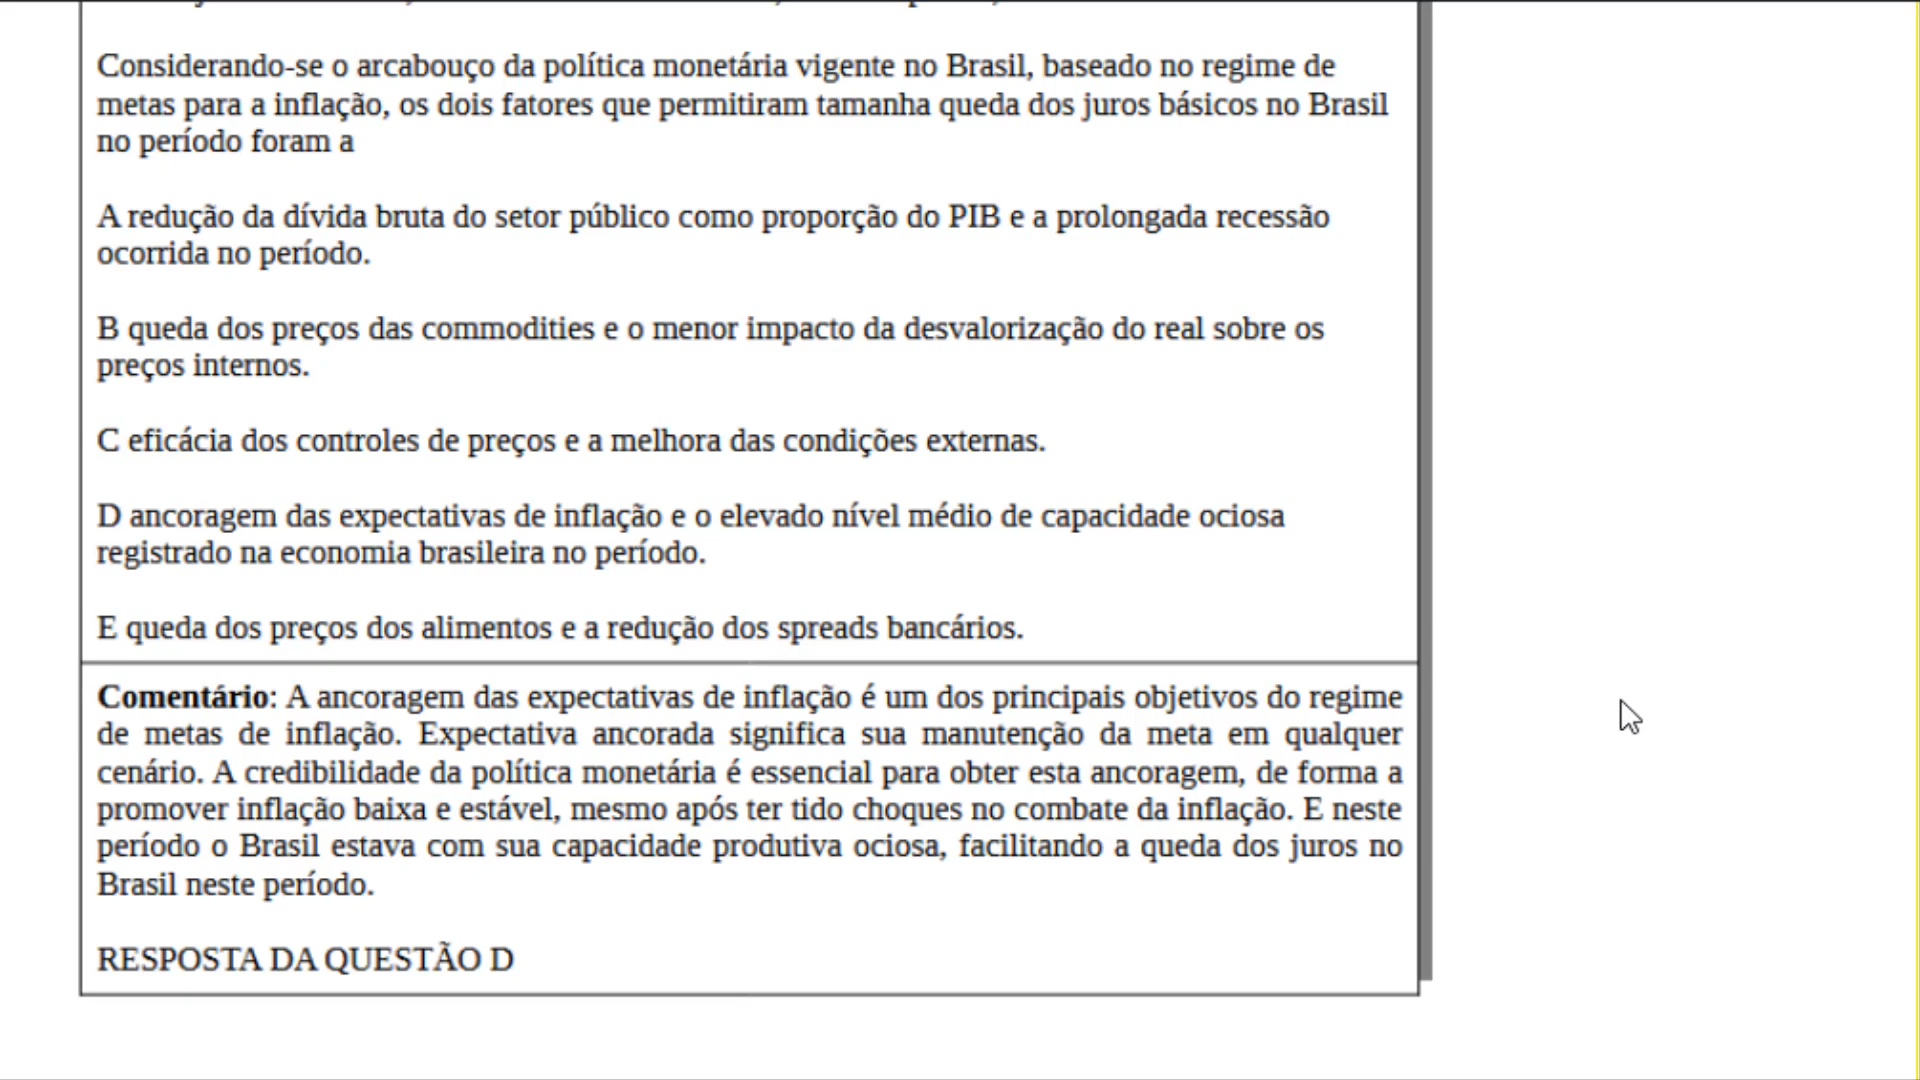 Considerando-se o arcabouço da política monetária vigente no Brasil, baseado no regime de
metas para a inflação, os dois fatores que permitiram tamanha queda dos juros básicos no Brasil
no período foram a
A redução da dívida bruta do setor público como proporção do PIB e a prolongada recessão
ocorrida no período.
B queda dos preços das commodities e o menor impacto da desvalorização do real sobre os
preços internos.
C eficácia dos controles de preços e a melhora das condições externas.
D ancoragem das expectativas de inflação e o elevado nível médio de capacidade ociosa
registrado na economia brasileira no período.
E queda dos preços dos alimentos e a redução dos spreads bancários.
Comentário: A ancoragem das expectativas de inflação é um dos principais objetivos do regime
de metas de inflação. Expectativa ancorada significa sua manutenção da meta em qualquer
cenário. A credibilidade da política monetária é essencial para obter esta ancoragem, de forma a
promover inflação baixa e estável, mesmo após ter tido choques no combate da inflação. E neste
período o Brasil estava com sua capacidade produtiva ociosa, facilitando a queda dos juros no
Brasil neste período.
RESPOSTA DA QUESTÃO D